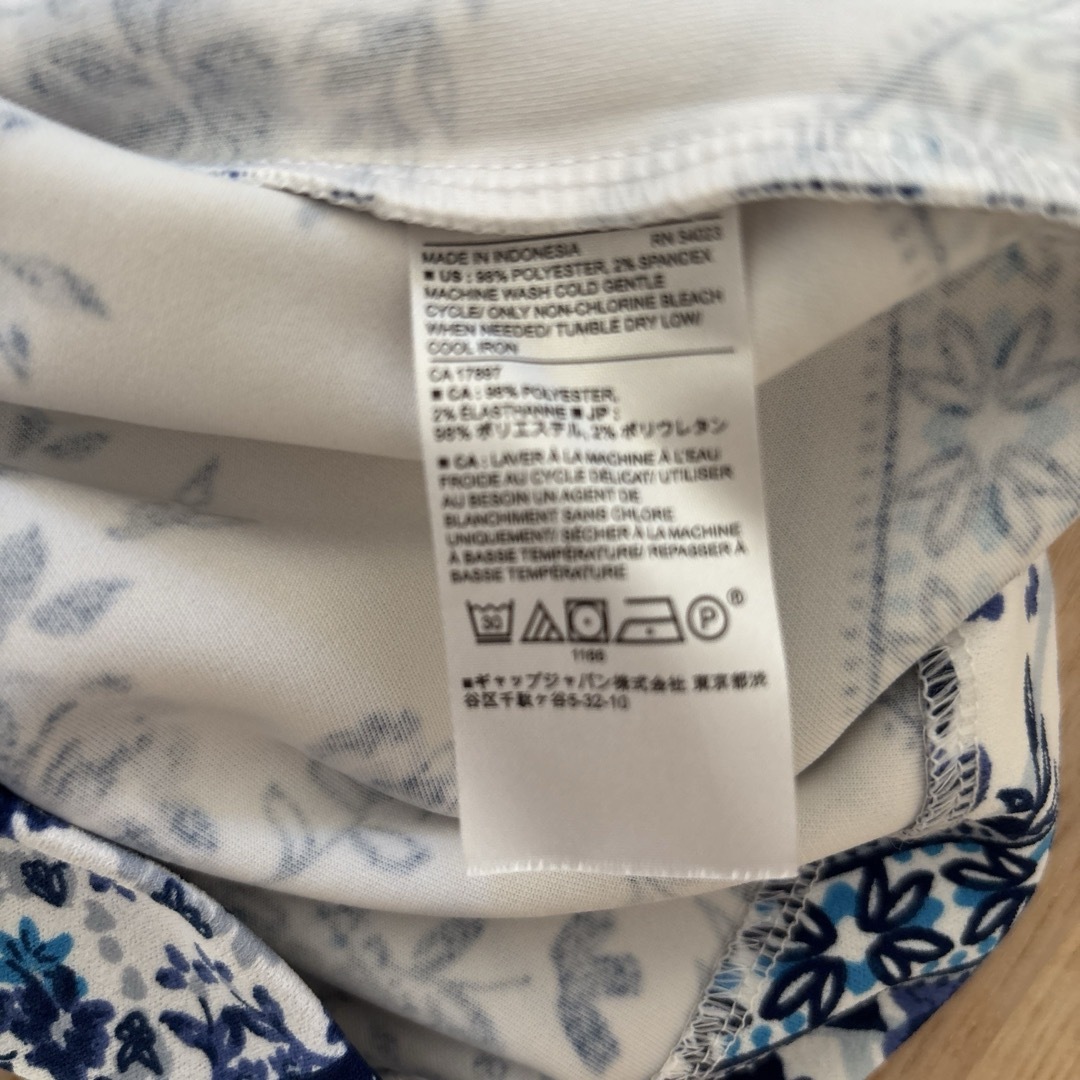 MADE IN INDONESIA RN 54023
■ US : 98% POLYESTER, 2% SPANDEX
MACHINE WASH COLD GENTLE
CYCLE/ ONLY NON-CHLORINE BLEACH
WHEN NEEDED/ TUMBLE DRY LOW/
COOL IRON
CA 17897
■ CA : 98% POLYESTER,
2% ÉLASTHANNE ■ JP :
98% ポリエステル, 2% ポリウレタン
■ CA : LAVER À LA MACHINE À L'EAU
FROIDE AU CYCLE DÉLICAT/ UTILISER
AU BESOIN UN AGENT DE
BLANCHIMENT SANS CHLORE
UNIQUEMENT/ SÉCHER À LA MACHINE
À BASSE TEMPÉRATURE/ REPASSER À
BASSE TEMPÉRATURE
30 P ®
1166
■ギャップジャパン株式会社 東京都渋
谷区千駄ヶ谷5-32-10